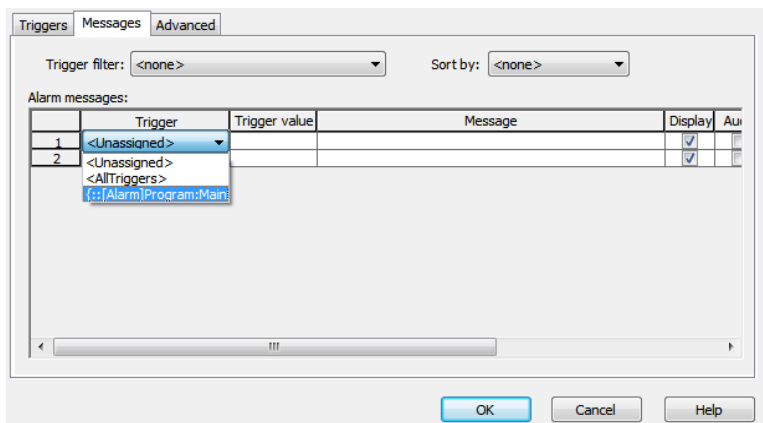 Triggers Messages Advanced
Trigger filter: <none> Sort by: <none>
Alarm messages:
Trigger Trigger value Message Display Au
1 <Unassigned>
2 <Unassigned>
<AllTriggers>
{::[Alarm]Program:Main
OK Cancel Help